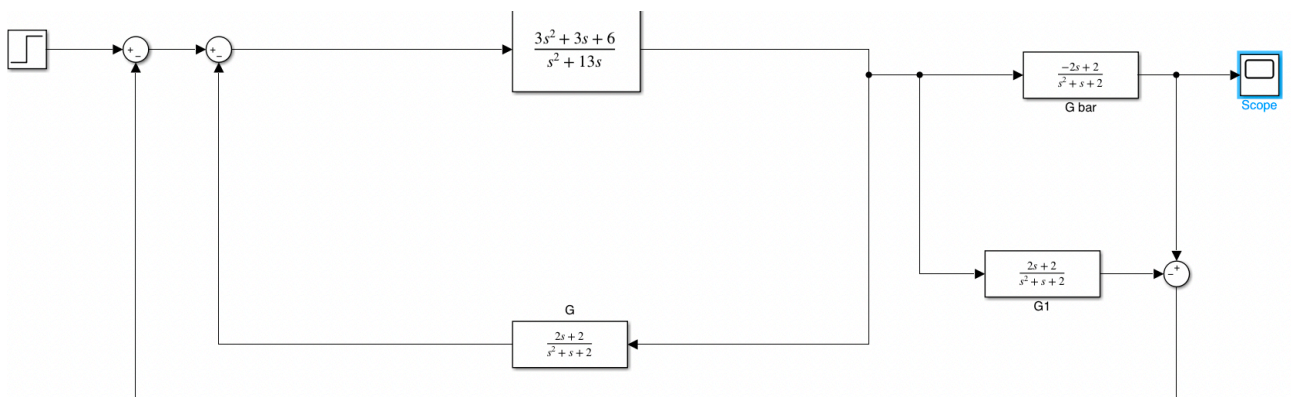 3s² + 3s + 6
s² + 13s
-2s + 2
s² + s + 2
G bar
Scope
2s + 2
s² + s + 2
G1
G
2s + 2
s² + s + 2